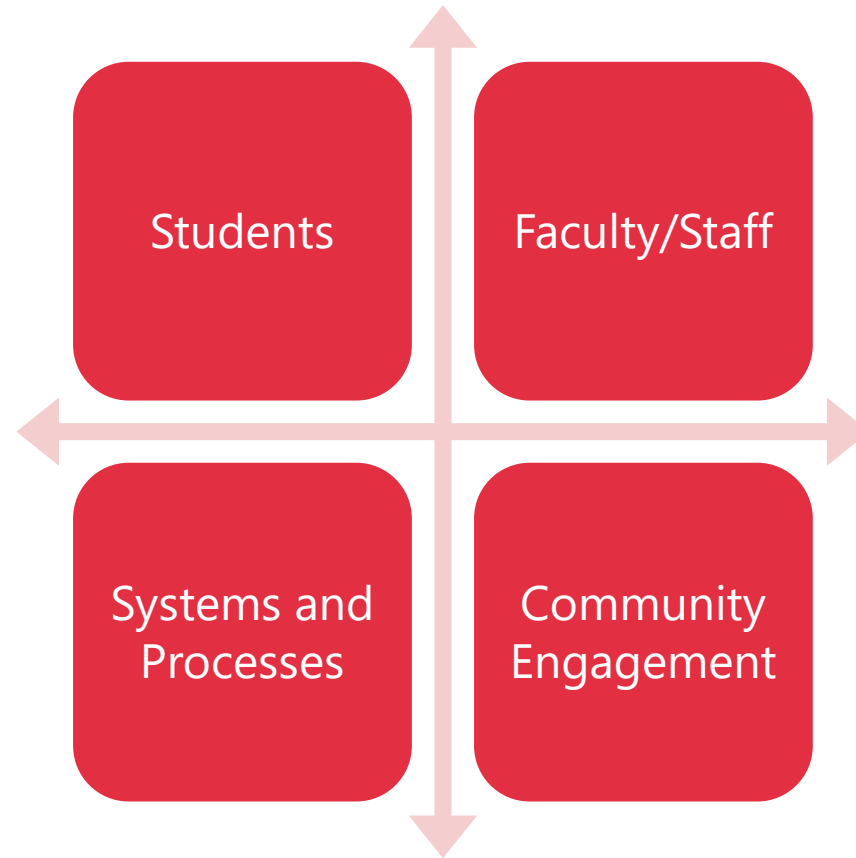 Students
Faculty/Staff
Systems and
Processes
Community
Engagement